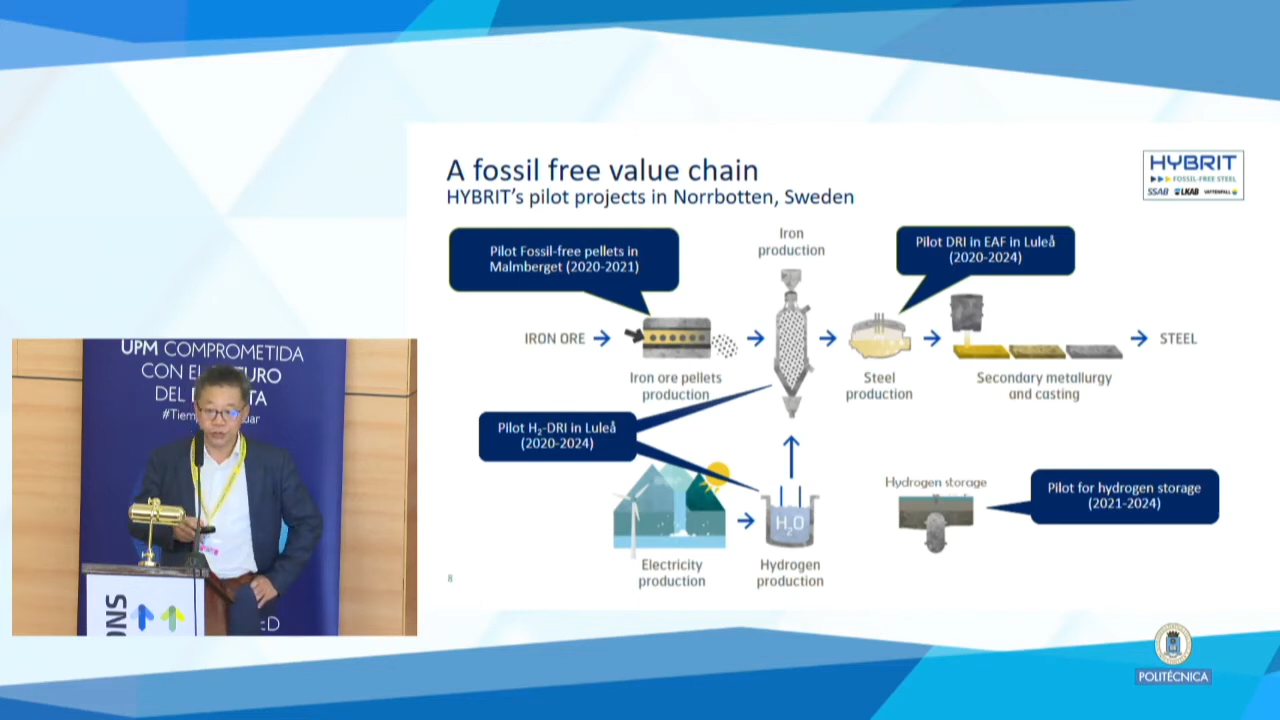 A fossil free value chain
HYBRIT's pilot projects in Norrbotten, Sweden
HYBRIT
FOSSIL-FREE STEEL
SSAB LKAB VATTENFALL
Pilot Fossil-free pellets in
Malmberget (2020-2021)
Iron
production
Pilot DRI in EAF in Luleå
(2020-2024)
IRON ORE
STEEL
Iron ore pellets
production
Steel
production
Secondary metallurgy
and casting
Pilot H₂-DRI in Luleå
(2020-2024)
Hydrogen storage
Pilot for hydrogen storage
(2021-2024)
H₂O
Electricity
production
Hydrogen
production
8
UPM COMPROMETIDA
CON EL
DEL
#Tiem
POLITÉCNICA